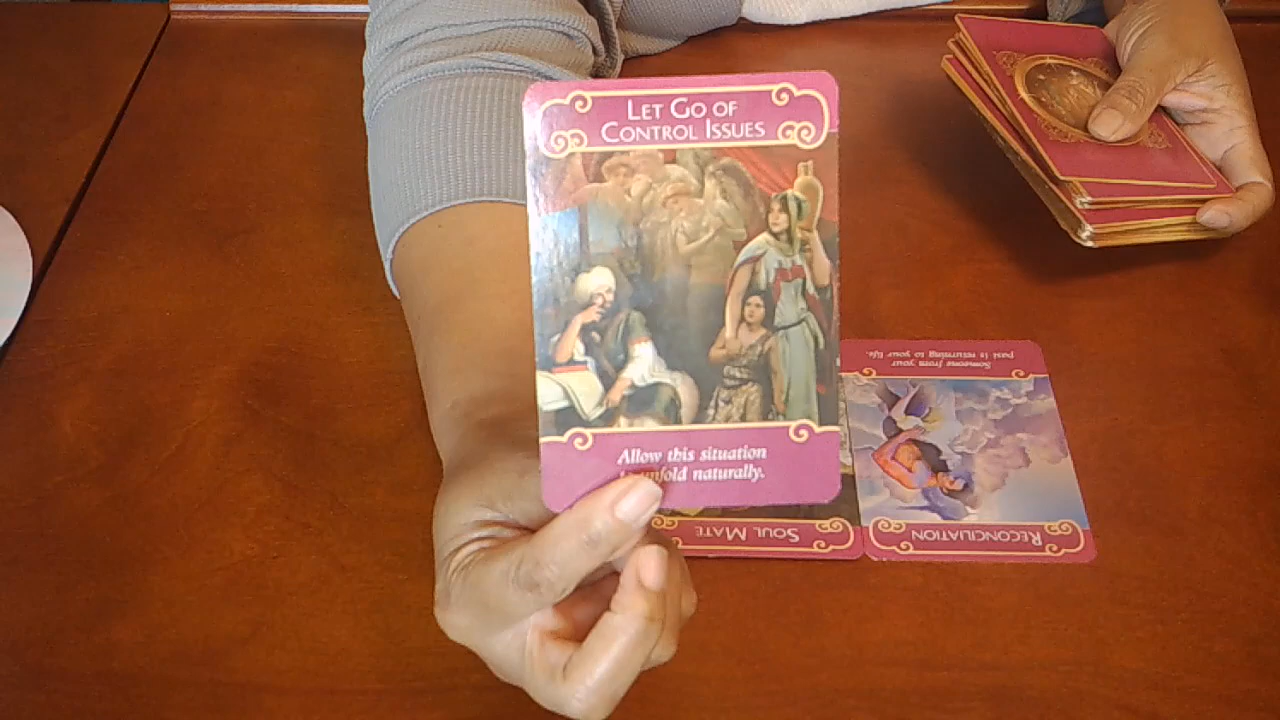 LET GO OF
CONTROL ISSUES
Allow this situation
unfold naturally.
SOUL MATE
Someone from your
past is returning to your life.
RECONCILIATION